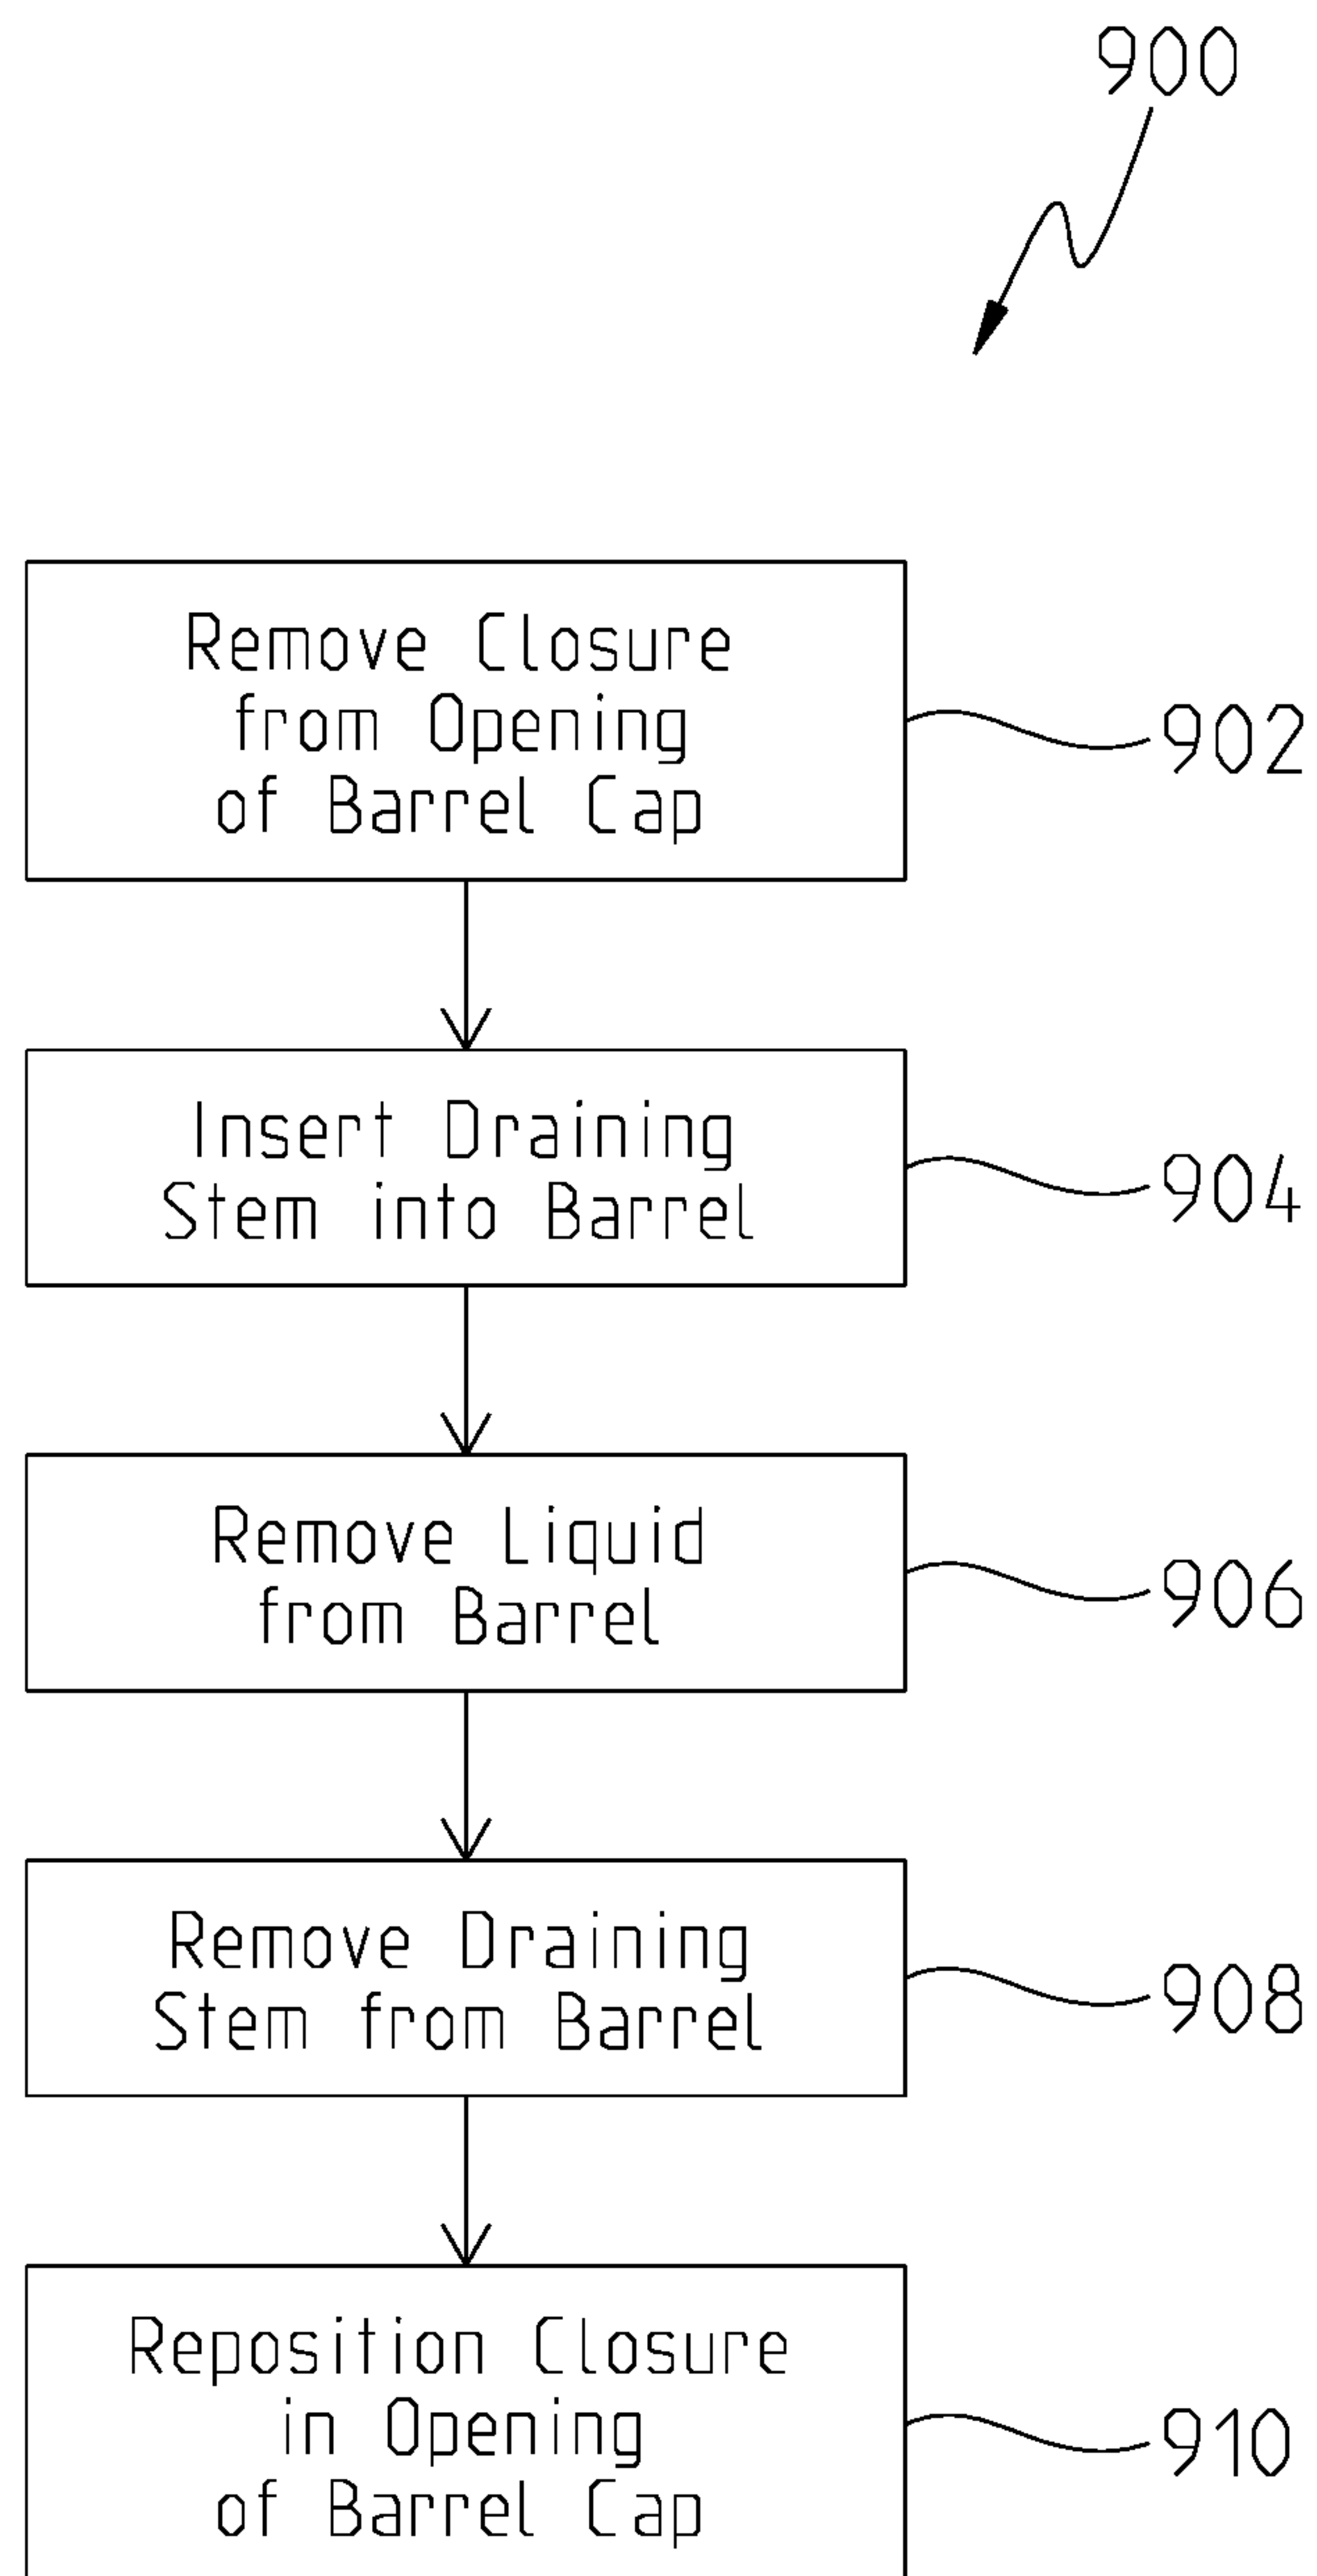 900
Remove Closure
from Opening
of Barrel Cap
902
Insert Draining
Stem into Barrel
904
Remove Liquid
from Barrel
906
Remove Draining
Stem from Barrel
908
Reposition Closure
in Opening
of Barrel Cap
910